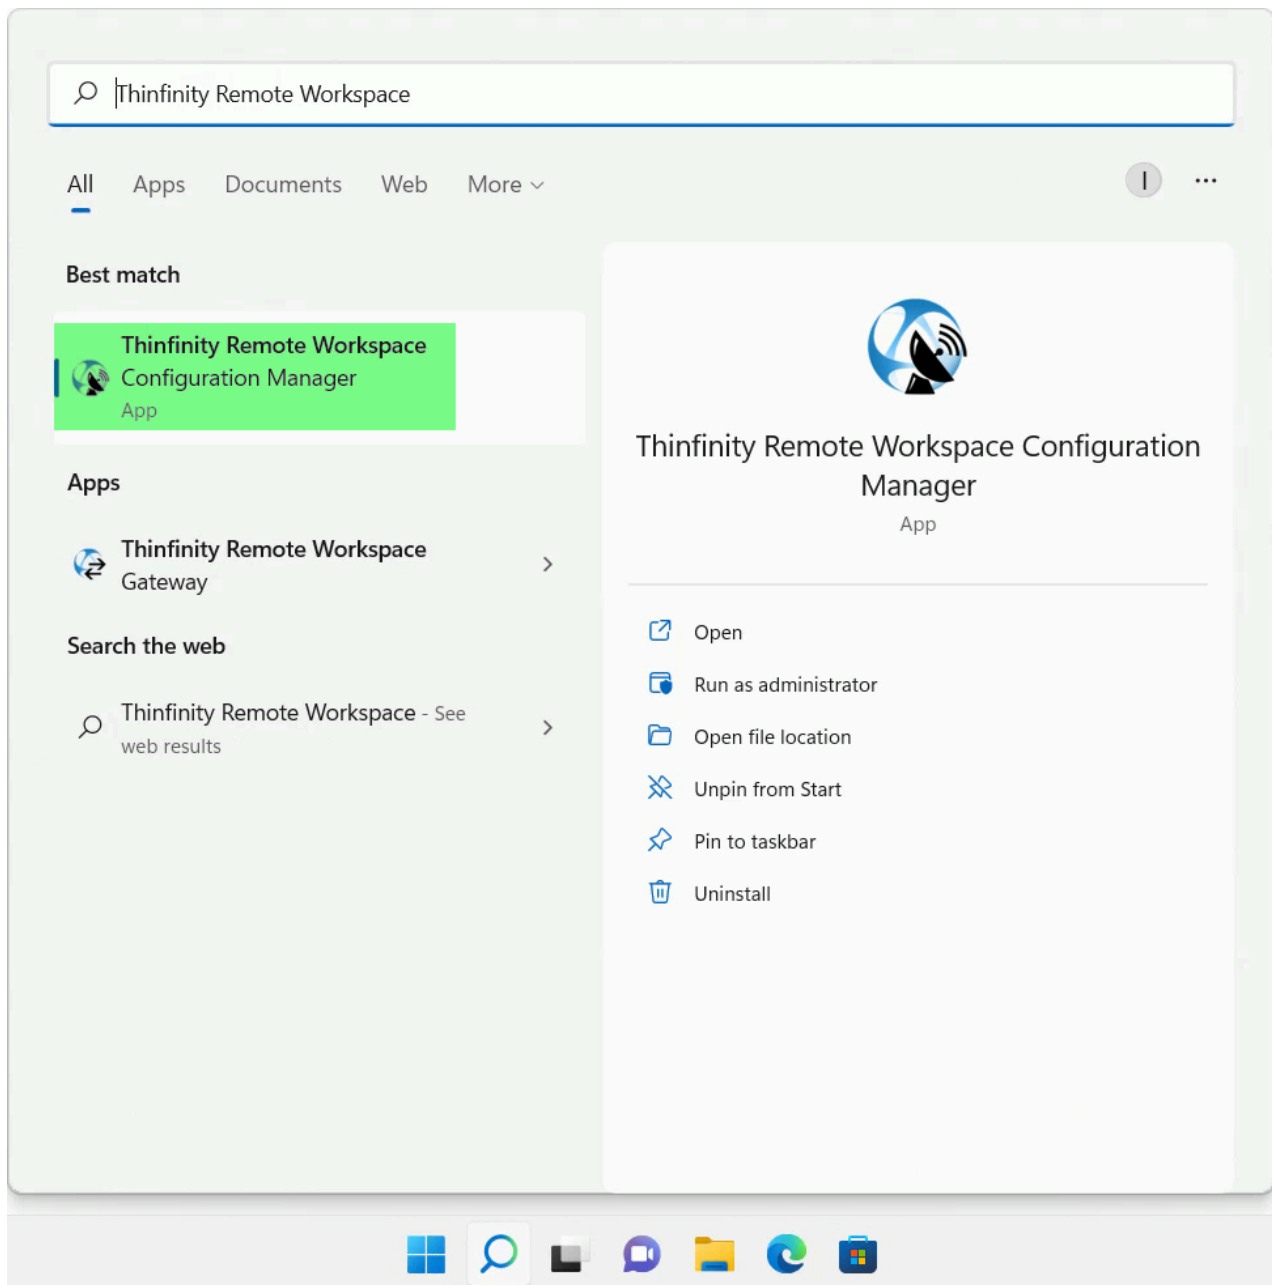 Thinfinity Remote Workspace
All Apps Documents Web More
I ...
Best match
Thinfinity Remote Workspace
Configuration Manager
App
Apps
Thinfinity Remote Workspace
Gateway
Search the web
Thinfinity Remote Workspace - See
web results
Thinfinity Remote Workspace Configuration
Manager
App
Open
Run as administrator
Open file location
Unpin from Start
Pin to taskbar
Uninstall